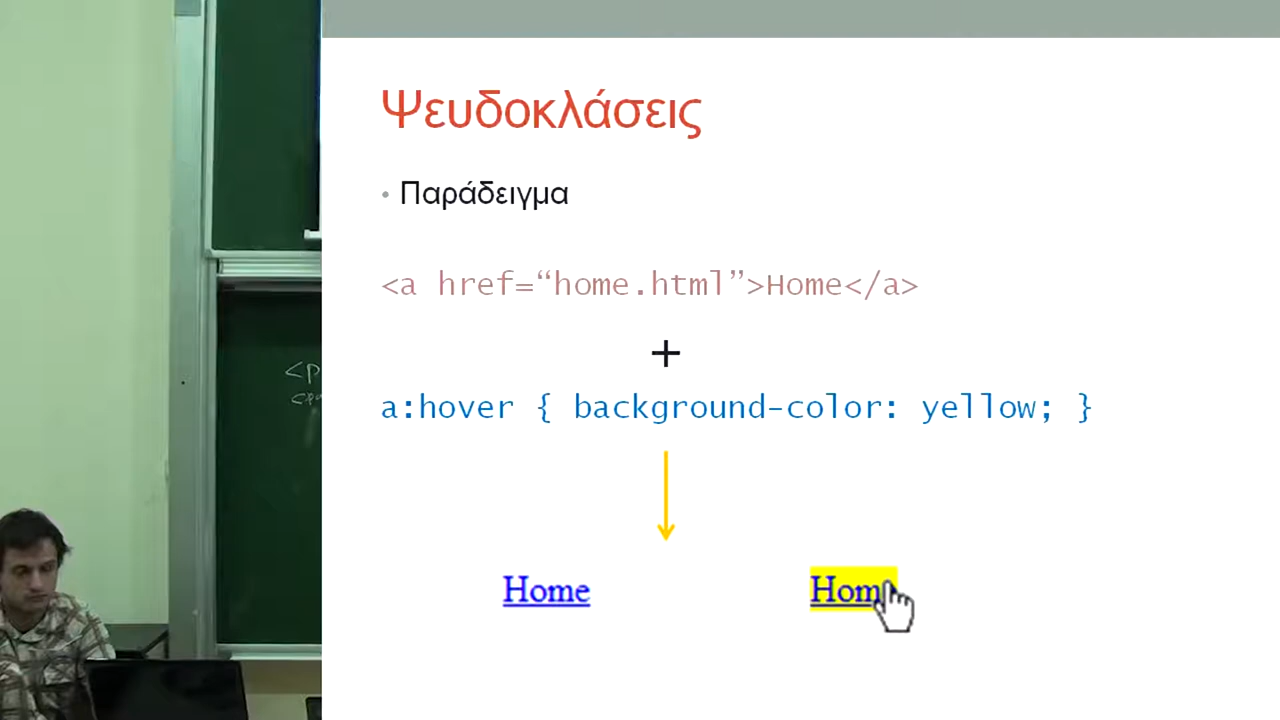 Ψευδοκλάσεις
• Παράδειγμα
<a href=“home.html”>Home</a>
+
a:hover { background-color: yellow; }
Home
Hom